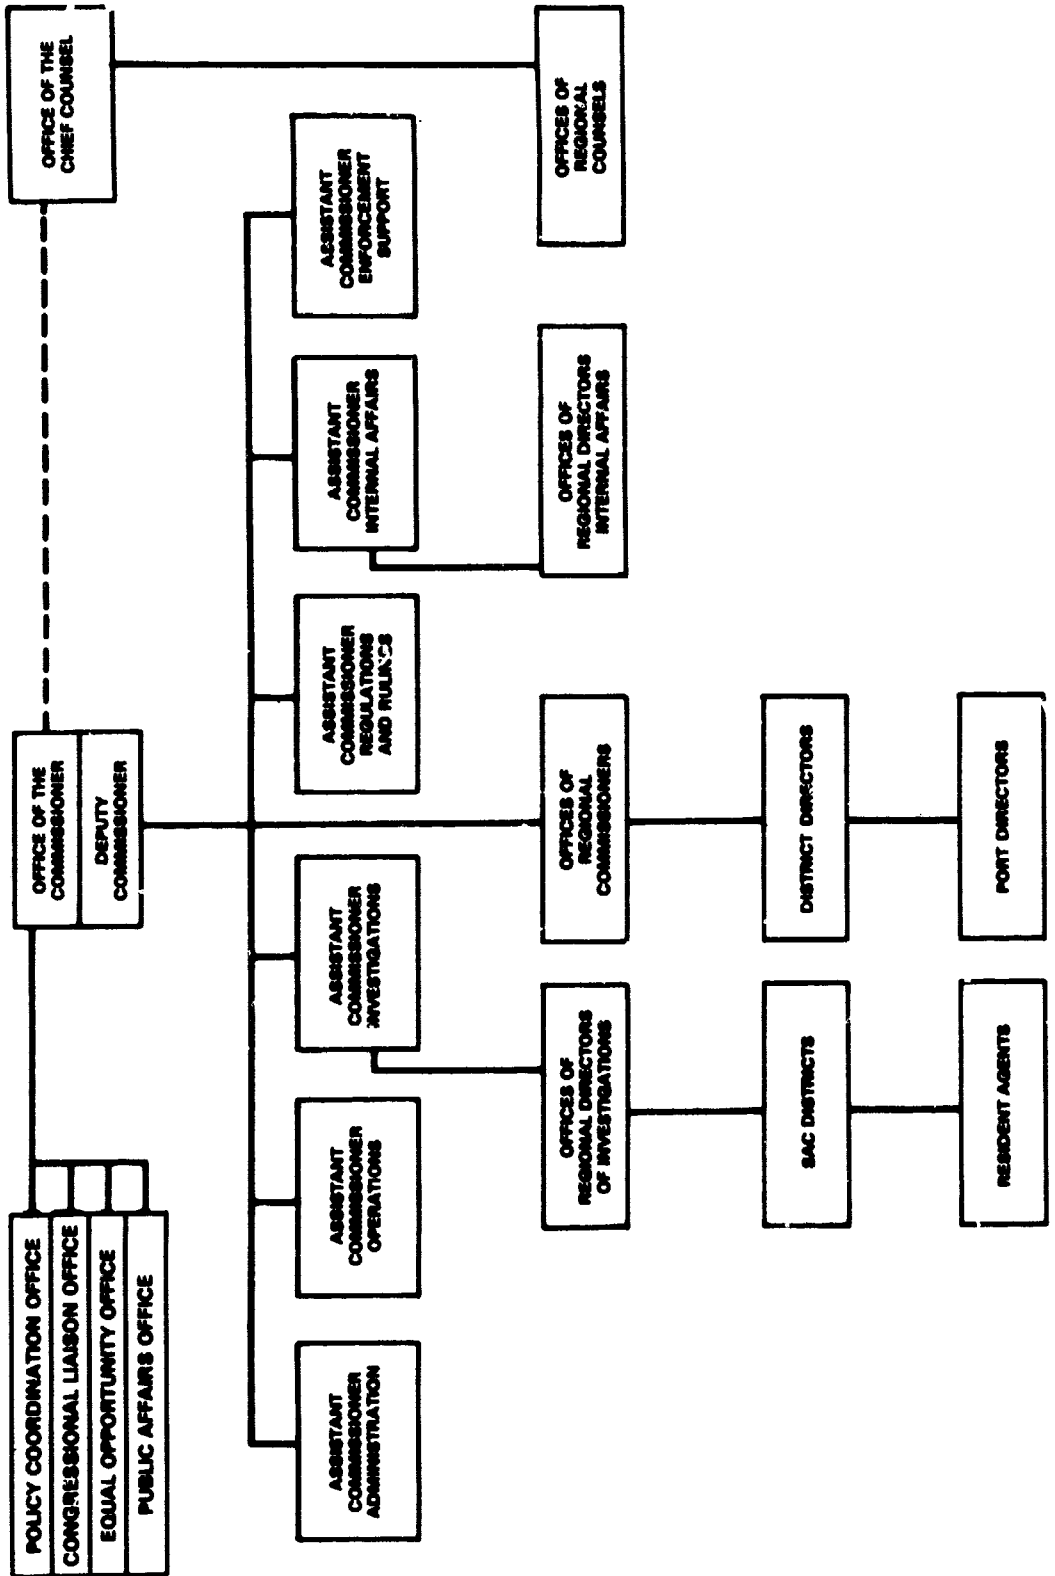 POLICY COORDINATION OFFICE
CONGRESSIONAL LIAISON OFFICE
EQUAL OPPORTUNITY OFFICE
PUBLIC AFFAIRS OFFICE
OFFICE OF THE
COMMISSIONER
DEPUTY
COMMISSIONER
OFFICE OF THE
CHIEF COUNSEL
ASSISTANT
COMMISSIONER
ADMINISTRATION
ASSISTANT
COMMISSIONER
OPERATIONS
ASSISTANT
COMMISSIONER
INVESTIGATIONS
ASSISTANT
COMMISSIONER
REGULATIONS
AND RULINGS
ASSISTANT
COMMISSIONER
INTERNAL AFFAIRS
ASSISTANT
COMMISSIONER
ENFORCEMENT
SUPPORT
OFFICES OF
REGIONAL DIRECTORS
OF INVESTIGATIONS
OFFICES OF
REGIONAL
COMMISSIONERS
OFFICES OF
REGIONAL DIRECTORS
INTERNAL AFFAIRS
OFFICES OF
REGIONAL
COUNSELS
SAC DISTRICTS
DISTRICT DIRECTORS
RESIDENT AGENTS
PORT DIRECTORS